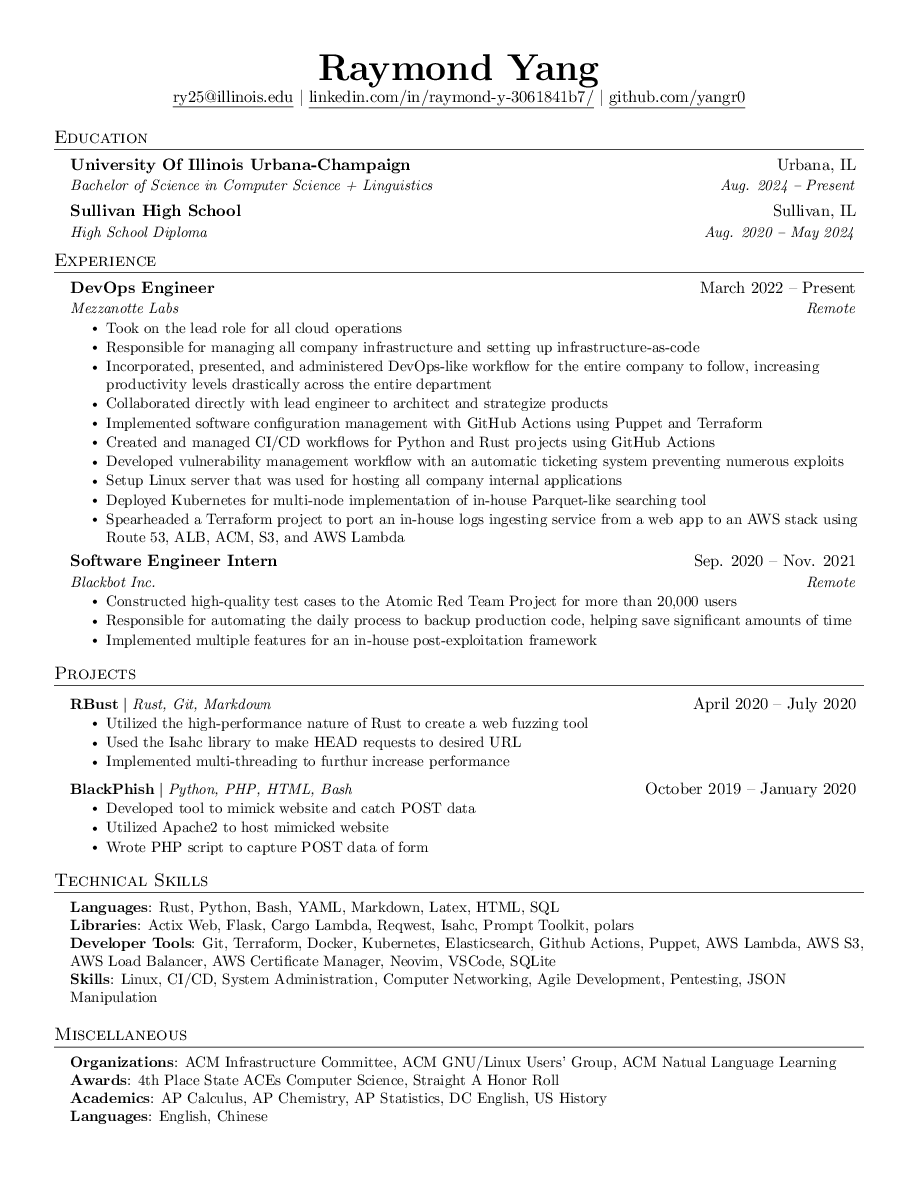 Raymond Yang
ry25@illinois.edu | linkedin.com/in/raymond-y-3061841b7/ | github.com/yangr0
Education
University Of Illinois Urbana-Champaign Urbana, IL
Bachelor of Science in Computer Science + Linguistics Aug. 2024 – Present
Sullivan High School Sullivan, IL
High School Diploma Aug. 2020 – May 2024
Experience
DevOps Engineer March 2022 – Present
Mezzanotte Labs Remote
• Took on the lead role for all cloud operations
• Responsible for managing all company infrastructure and setting up infrastructure-as-code
• Incorporated, presented, and administered DevOps-like workflow for the entire company to follow, increasing
productivity levels drastically across the entire department
• Collaborated directly with lead engineer to architect and strategize products
• Implemented software configuration management with GitHub Actions using Puppet and Terraform
• Created and managed CI/CD workflows for Python and Rust projects using GitHub Actions
• Developed vulnerability management workflow with an automatic ticketing system preventing numerous exploits
• Setup Linux server that was used for hosting all company internal applications
• Deployed Kubernetes for multi-node implementation of in-house Parquet-like searching tool
• Spearheaded a Terraform project to port an in-house logs ingesting service from a web app to an AWS stack using
Route 53, ALB, ACM, S3, and AWS Lambda
Software Engineer Intern Sep. 2020 – Nov. 2021
Blackbot Inc. Remote
• Constructed high-quality test cases to the Atomic Red Team Project for more than 20,000 users
• Responsible for automating the daily process to backup production code, helping save significant amounts of time
• Implemented multiple features for an in-house post-exploitation framework
Projects
RBust | Rust, Git, Markdown April 2020 – July 2020
• Utilized the high-performance nature of Rust to create a web fuzzing tool
• Used the Isahc library to make HEAD requests to desired URL
• Implemented multi-threading to furthur increase performance
BlackPhish | Python, PHP, HTML, Bash October 2019 – January 2020
• Developed tool to mimick website and catch POST data
• Utilized Apache2 to host mimicked website
• Wrote PHP script to capture POST data of form
Technical Skills
Languages: Rust, Python, Bash, YAML, Markdown, Latex, HTML, SQL
Libraries: Actix Web, Flask, Cargo Lambda, Reqwest, Isahc, Prompt Toolkit, polars
Developer Tools: Git, Terraform, Docker, Kubernetes, Elasticsearch, Github Actions, Puppet, AWS Lambda, AWS S3,
AWS Load Balancer, AWS Certificate Manager, Neovim, VSCode, SQLite
Skills: Linux, CI/CD, System Administration, Computer Networking, Agile Development, Pentesting, JSON
Manipulation
Miscellaneous
Organizations: ACM Infrastructure Committee, ACM GNU/Linux Users' Group, ACM Natual Language Learning
Awards: 4th Place State ACEs Computer Science, Straight A Honor Roll
Academics: AP Calculus, AP Chemistry, AP Statistics, DC English, US History
Languages: English, Chinese